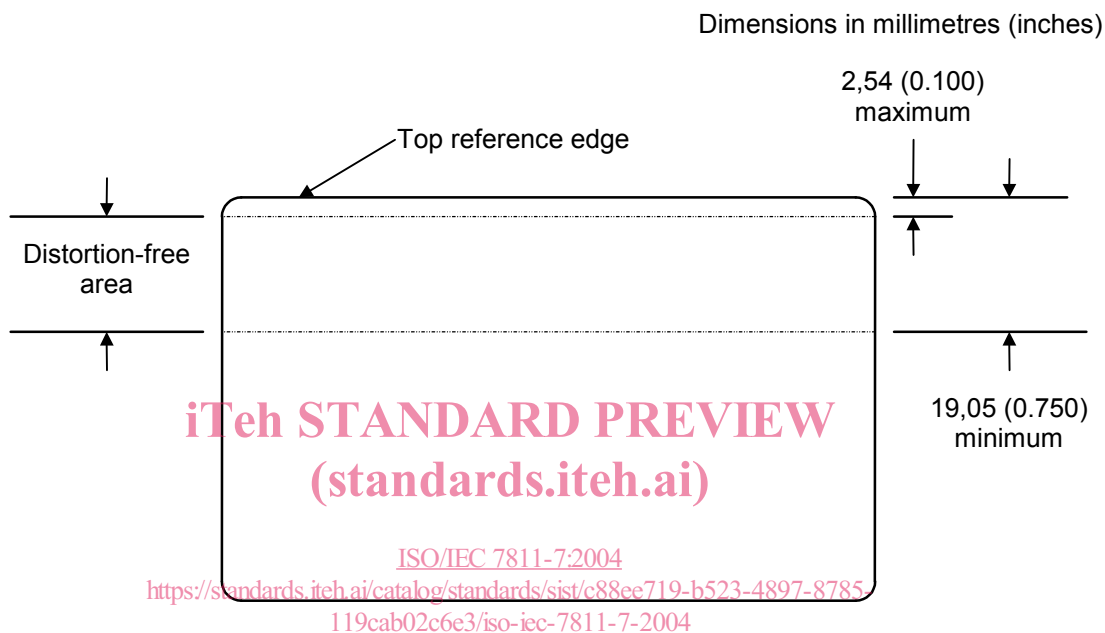 Dimensions in millimetres (inches)
2,54 (0.100)
maximum
Top reference edge
Distortion-free
area
19,05 (0.750)
minimum
iTeh STANDARD PREVIEW
(standards.iteh.ai)
ISO/IEC 7811-7:2004
https://standards.iteh.ai/catalog/standards/sist/c88ee719-b523-4897-8785-
119cab02c6e3/iso-iec-7811-7-2004